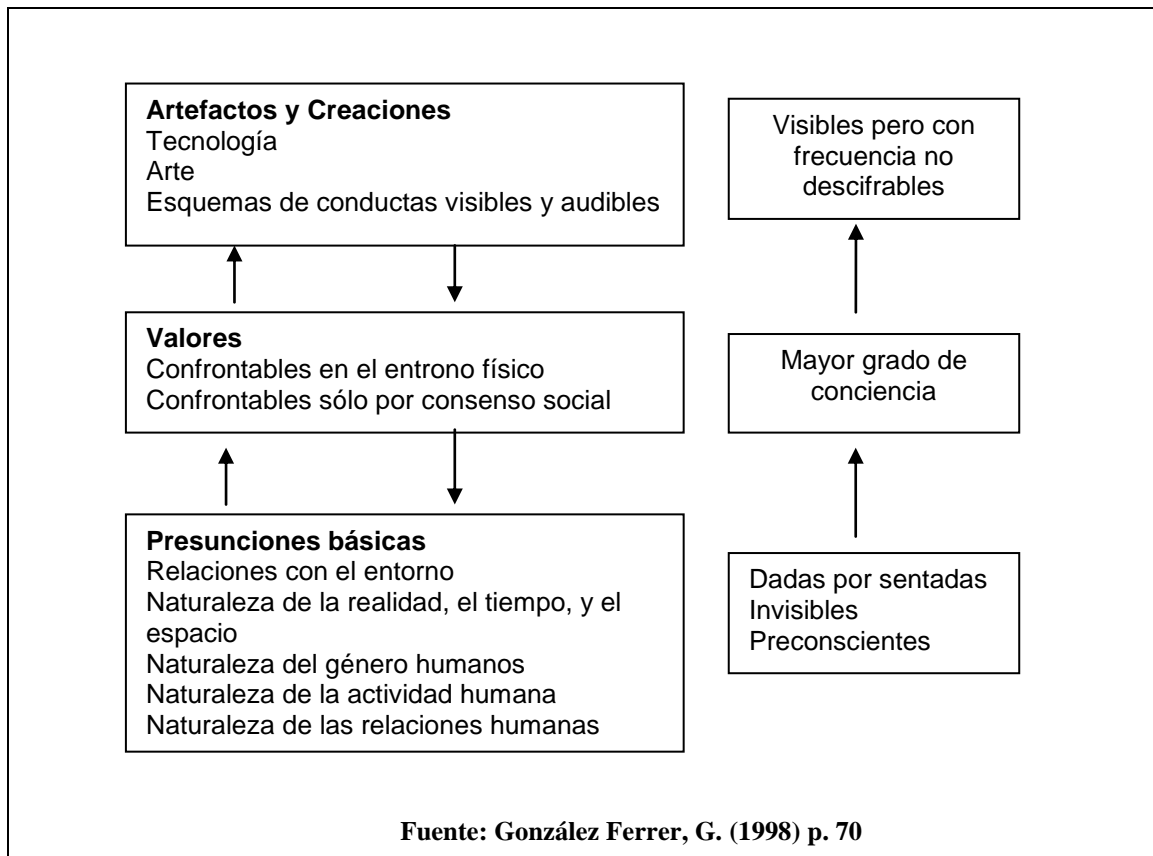 Artefactos y Creaciones
Tecnología
Arte
Esquemas de conductas visibles y audibles
Visibles pero con
frecuencia no
descifrables
Valores
Confrontables en el entrono físico
Confrontables sólo por consenso social
Mayor grado de
conciencia
Presunciones básicas
Relaciones con el entorno
Naturaleza de la realidad, el tiempo, y el
espacio
Naturaleza del género humanos
Naturaleza de la actividad humana
Naturaleza de las relaciones humanas
Dadas por sentadas
Invisibles
Preconscientes
Fuente: González Ferrer, G. (1998) p. 70